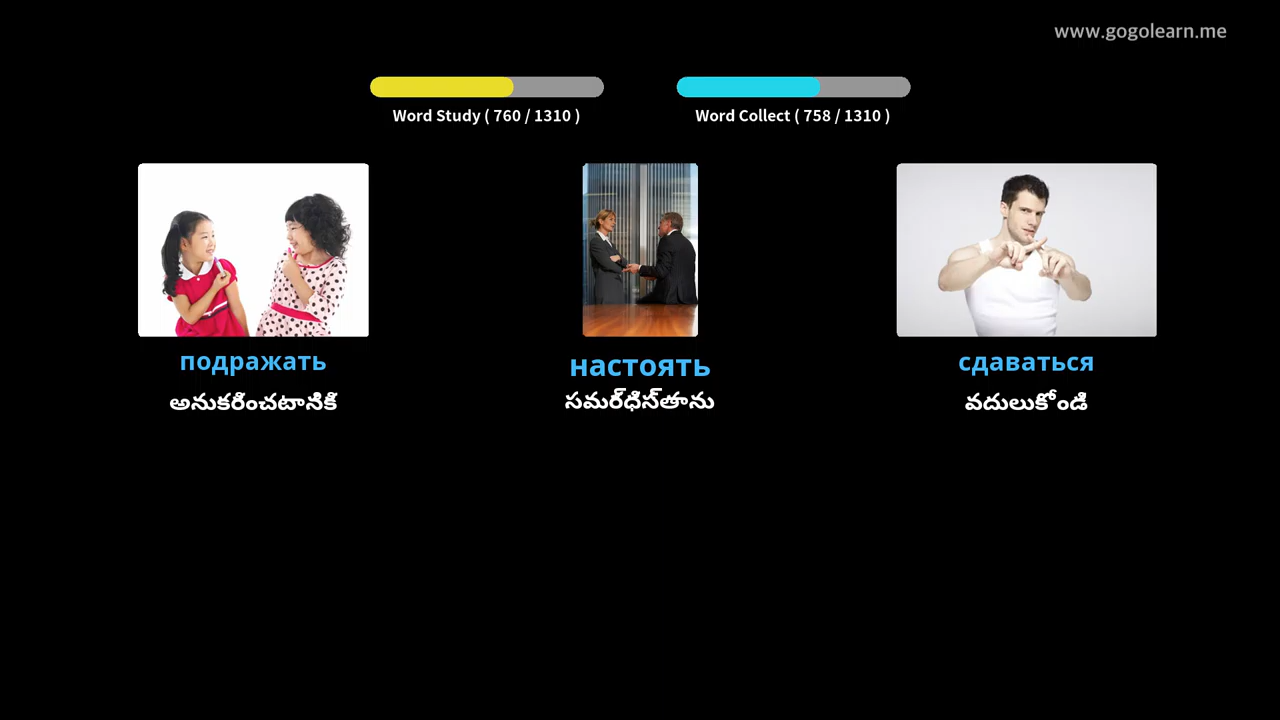 www.gogolearn.me
Word Study ( 760 / 1310 )
Word Collect ( 758 / 1310 )
подражать
настоять
сдаваться
అనుకరించటానికి
సమర్ధిస్తాను
వదులుకోండి